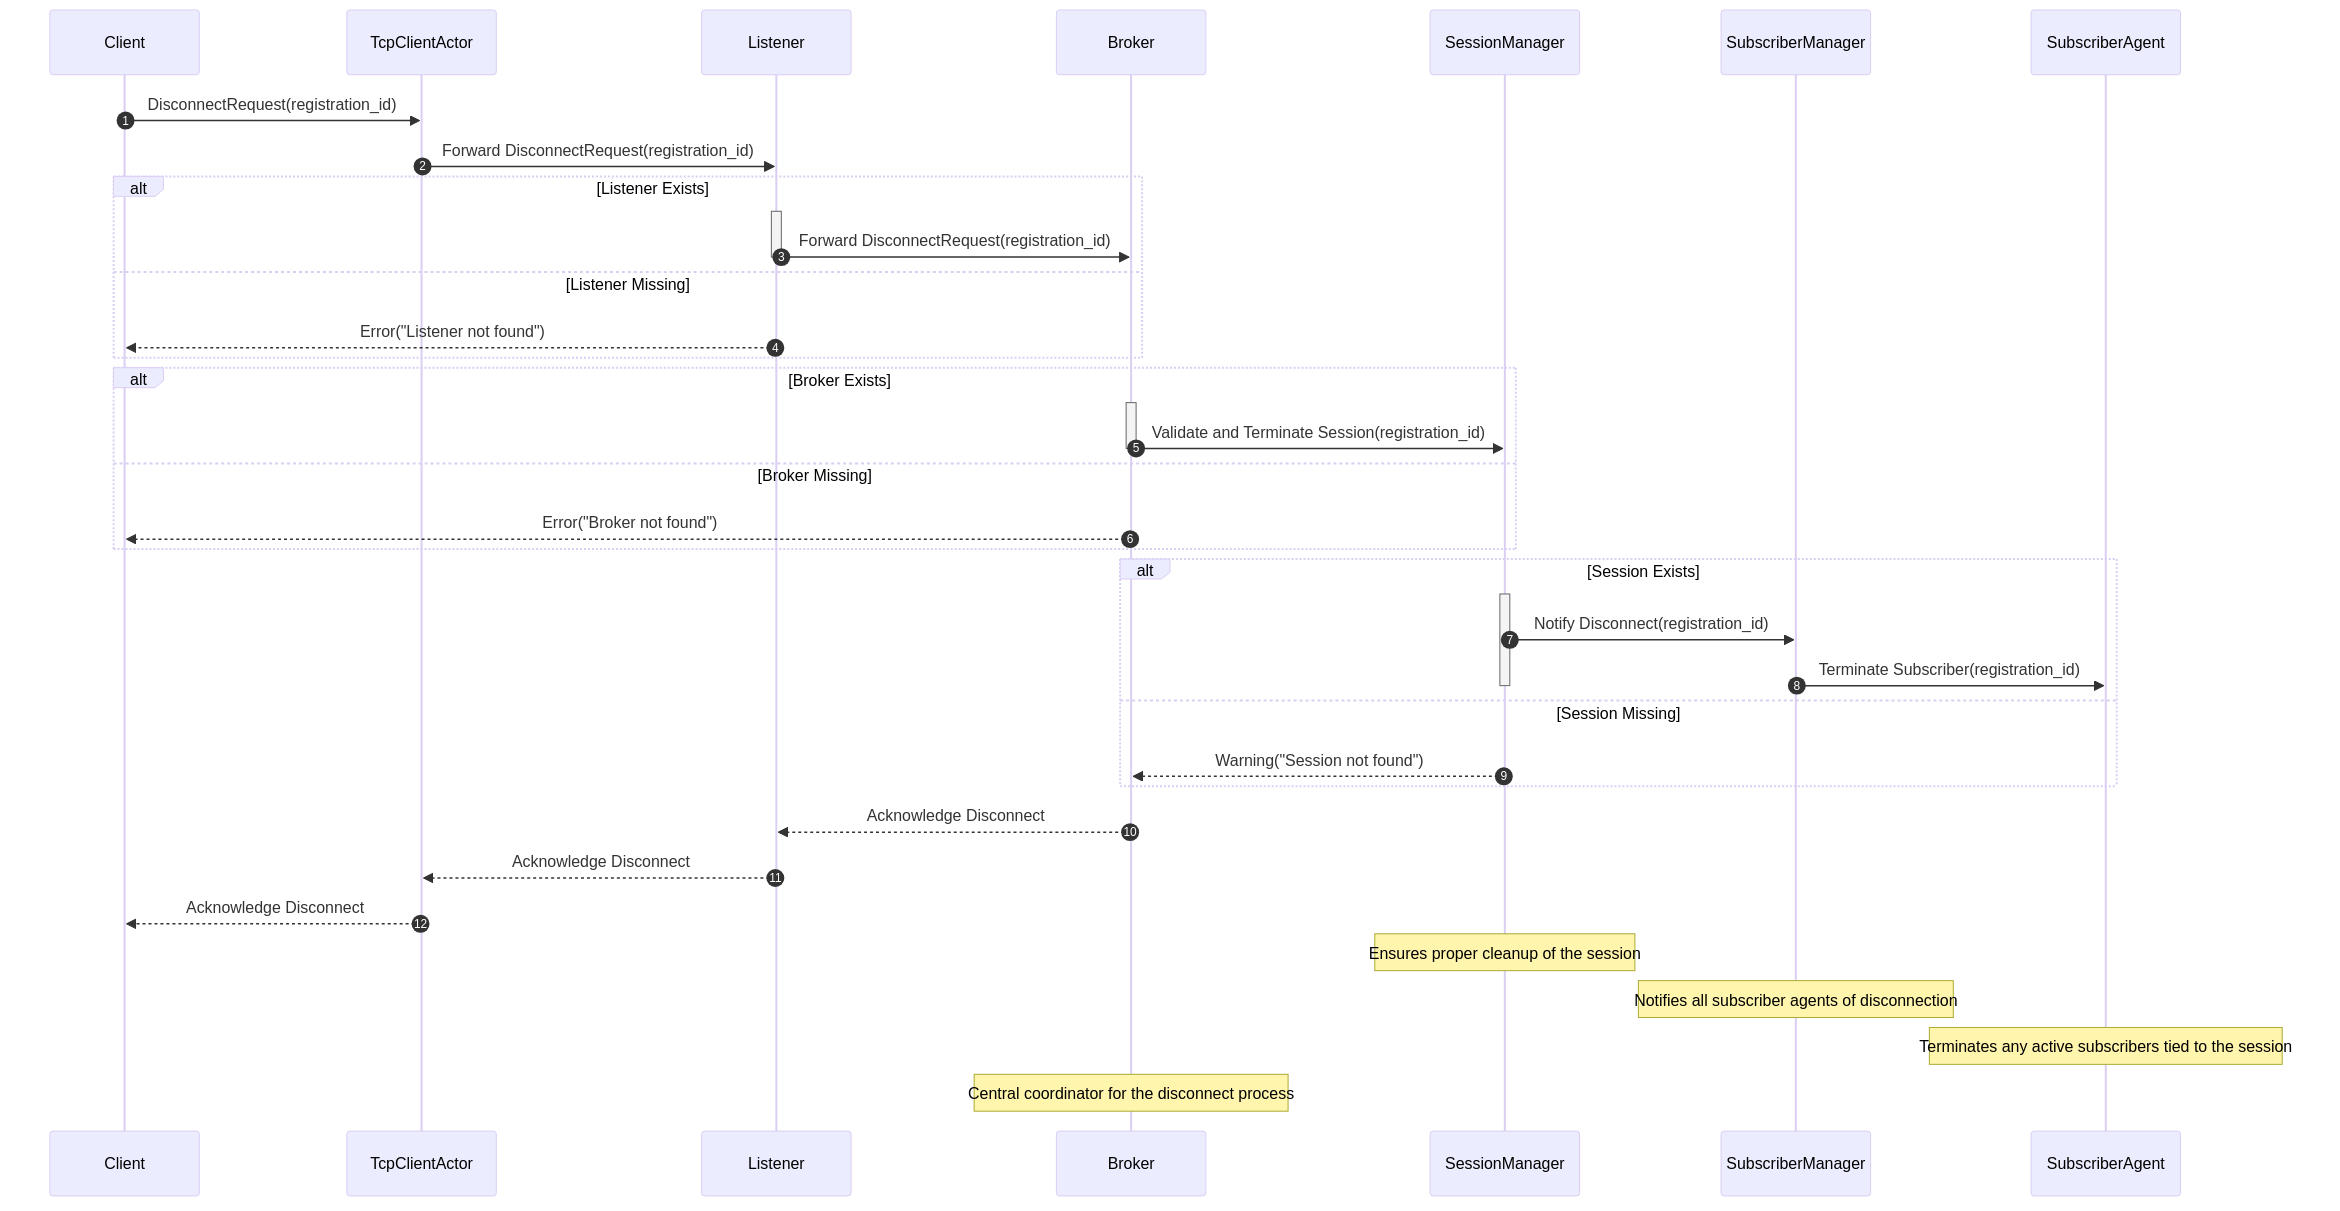 Client
TcpClientActor
Listener
Broker
SessionManager
SubscriberManager
SubscriberAgent
DisconnectRequest(registration_id)
1
Forward DisconnectRequest(registration_id)
2
alt
[Listener Exists]
Forward DisconnectRequest(registration_id)
3
[Listener Missing]
Error("Listener not found")
4
alt
[Broker Exists]
Validate and Terminate Session(registration_id)
5
[Broker Missing]
Error("Broker not found")
6
alt
[Session Exists]
Notify Disconnect(registration_id)
7
Terminate Subscriber(registration_id)
8
[Session Missing]
Warning("Session not found")
9
Acknowledge Disconnect
10
Acknowledge Disconnect
11
Acknowledge Disconnect
12
Ensures proper cleanup of the session
Notifies all subscriber agents of disconnection
Terminates any active subscribers tied to the session
Central coordinator for the disconnect process
Client
TcpClientActor
Listener
Broker
SessionManager
SubscriberManager
SubscriberAgent